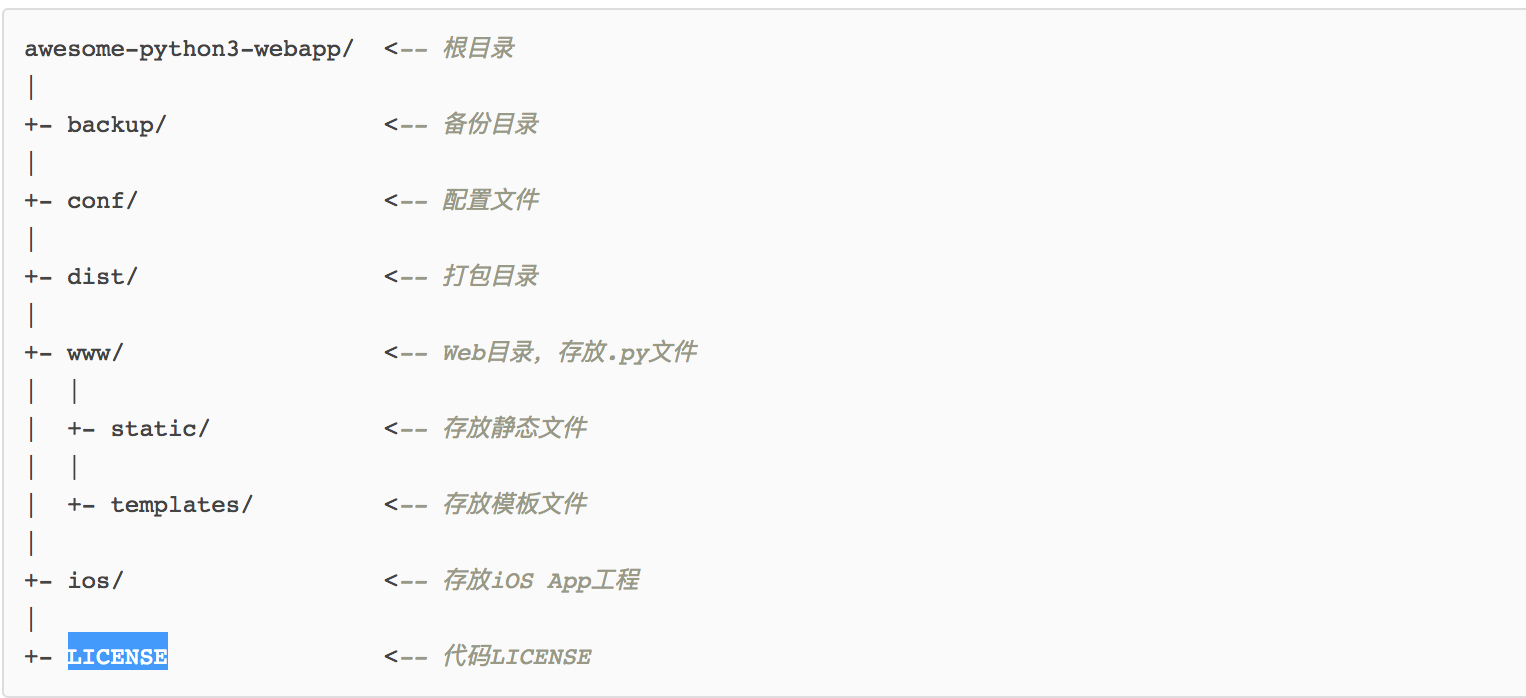 awesome-python3-webapp/  <-- 根目录
|
+- backup/               <-- 备份目录
|
+- conf/                 <-- 配置文件
|
+- dist/                 <-- 打包目录
|
+- www/                  <-- Web目录，存放.py文件
|  |
|  +- static/            <-- 存放静态文件
|  |
|  +- templates/         <-- 存放模板文件
|
+- ios/                  <-- 存放iOS App工程
|
+- LICENSE               <-- 代码LICENSE